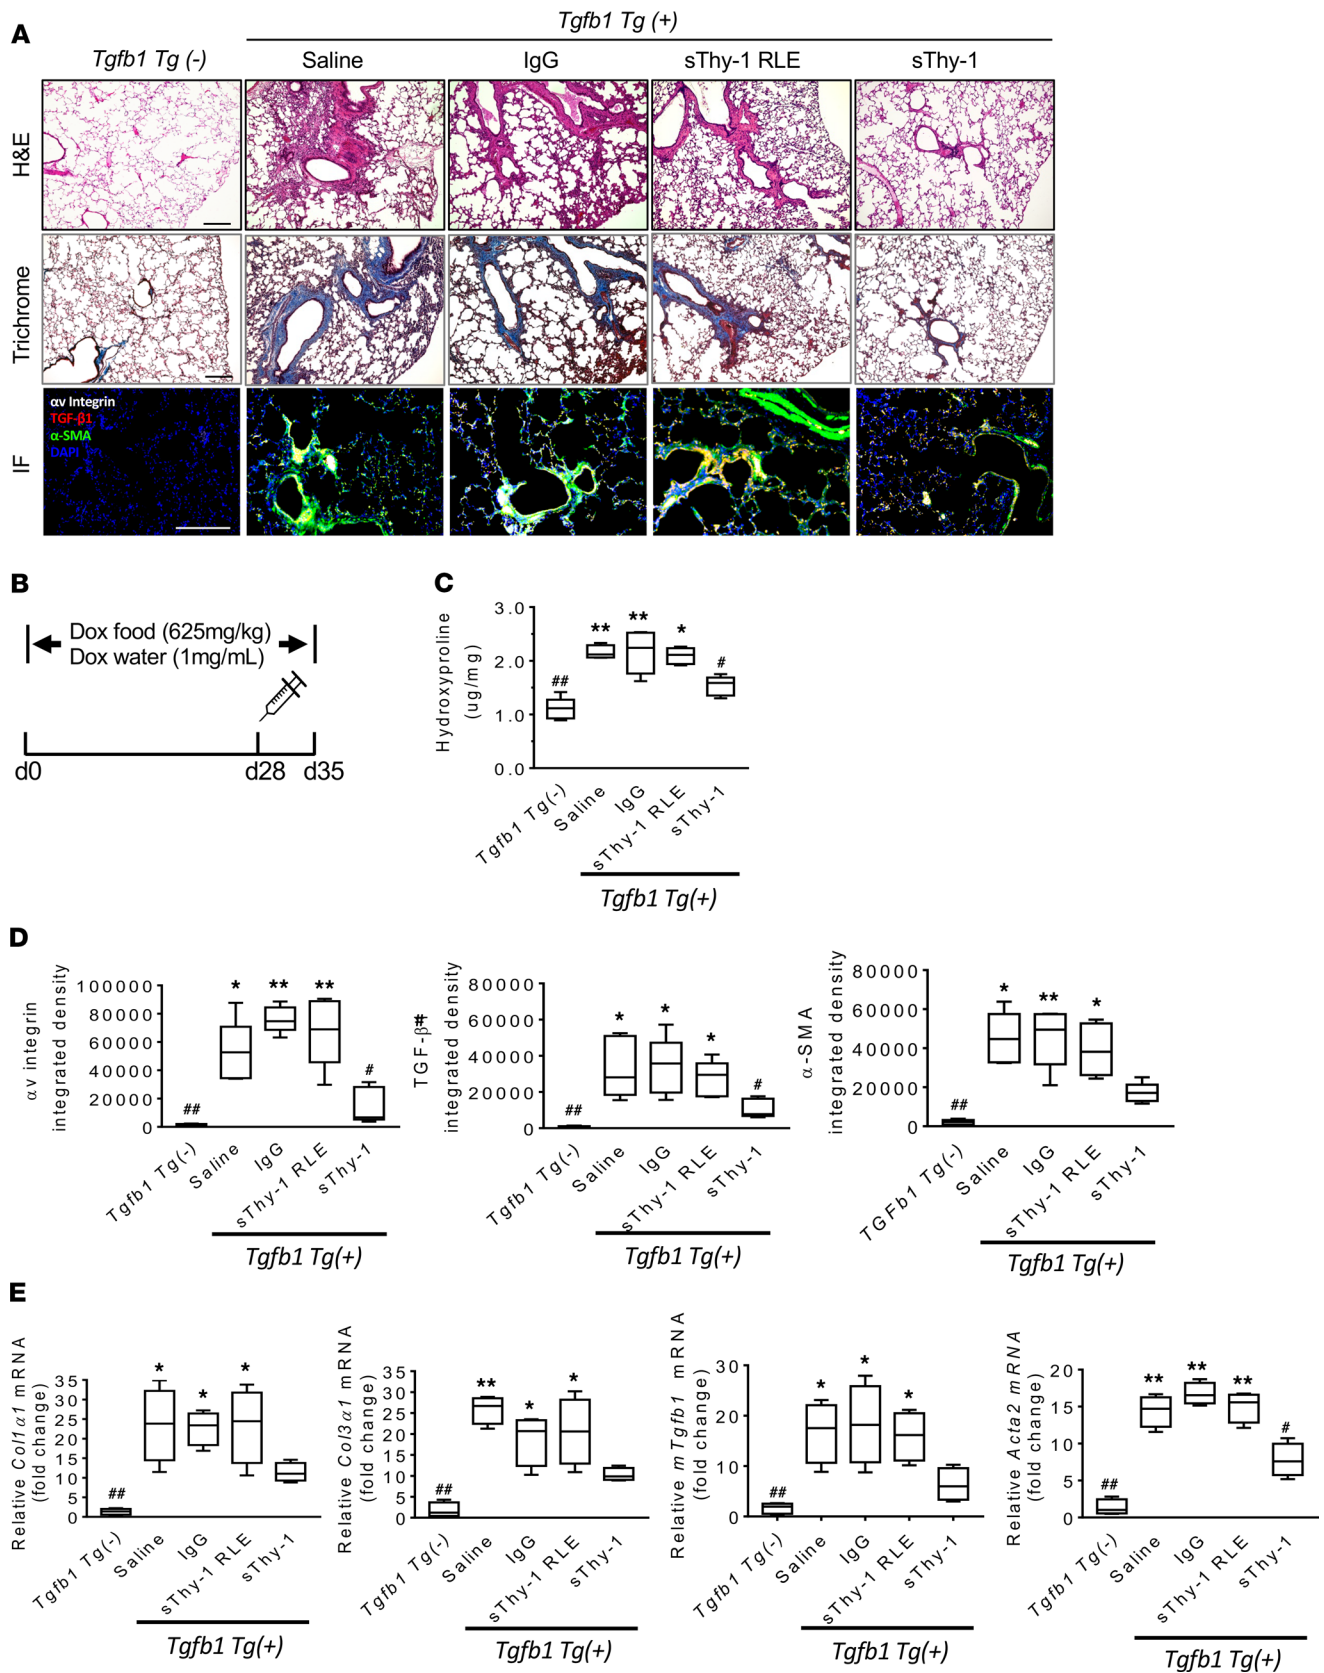 A
Tgfb1 Tg (+)
Tgfb1 Tg (-)
Saline
IgG
sThy-1 RLE
sThy-1
H&E
Trichrome
IF
αv Integrin
TGF-β1
α-SMA
DAPI
B
Dox food (625mg/kg)
Dox water (1mg/mL)
d0
d28
d35
C
Hydroxyproline
(ug/mg)
3.0
2.0
1.0
0.0
##
**
**
*
#
Tgfb1 Tg(-)
Saline
IgG
sThy-1 RLE
sThy-1
Tgfb1 Tg(+)
D
αv integrin
integrated density
100000
80000
60000
40000
20000
0
##
*
**
**
#
Tgfb1 Tg(-)
Saline
IgG
sThy-1 RLE
sThy-1
Tgfb1 Tg(+)
TGF-β#
integrated density
80000
60000
40000
20000
0
##
*
*
*
#
Tgfb1 Tg(-)
Saline
IgG
sThy-1 RLE
sThy-1
Tgfb1 Tg(+)
α-SMA
integrated density
80000
60000
40000
20000
0
##
*
**
*
TGFb1 Tg(-)
Saline
IgG
sThy-1 RLE
sThy-1
Tgfb1 Tg(+)
E
Relative Col1α1 mRNA
(fold change)
35
30
25
20
15
10
5
0
##
*
*
*
Tgfb1 Tg(-)
Saline
IgG
sThy-1 RLE
sThy-1
Tgfb1 Tg(+)
Relative Col3α1 mRNA
(fold change)
35
30
25
20
15
10
5
0
##
**
*
*
Tgfb1 Tg(-)
Saline
IgG
sThy-1 RLE
sThy-1
Tgfb1 Tg(+)
Relative mTgfb1 mRNA
(fold change)
30
20
10
0
##
*
*
*
Tgfb1 Tg(-)
Saline
IgG
sThy-1 RLE
sThy-1
Tgfb1 Tg(+)
Relative Acta2 mRNA
(fold change)
20
15
10
5
0
##
**
**
**
#
Tgfb1 Tg(-)
Saline
IgG
sThy-1 RLE
sThy-1
Tgfb1 Tg(+)